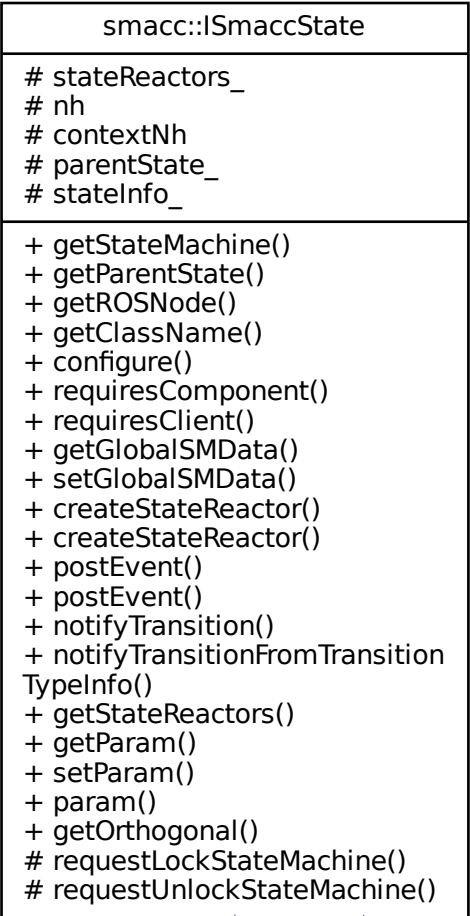 smacc::ISmaccState
# stateReactors_
# nh
# contextNh
# parentState_
# stateInfo_
+ getStateMachine()
+ getParentState()
+ getROSNode()
+ getClassName()
+ configure()
+ requiresComponent()
+ requiresClient()
+ getGlobalSMData()
+ setGlobalSMData()
+ createStateReactor()
+ createStateReactor()
+ postEvent()
+ postEvent()
+ notifyTransition()
+ notifyTransitionFromTransition
TypeInfo()
+ getStateReactors()
+ getParam()
+ setParam()
+ param()
+ getOrthogonal()
# requestLockStateMachine()
# requestUnlockStateMachine()